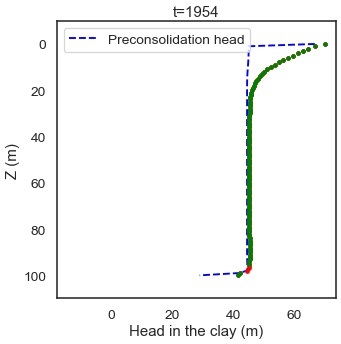 t=1954
Preconsolidation head
0
20
40
60
80
100
Z (m)
0 20 40 60
Head in the clay (m)